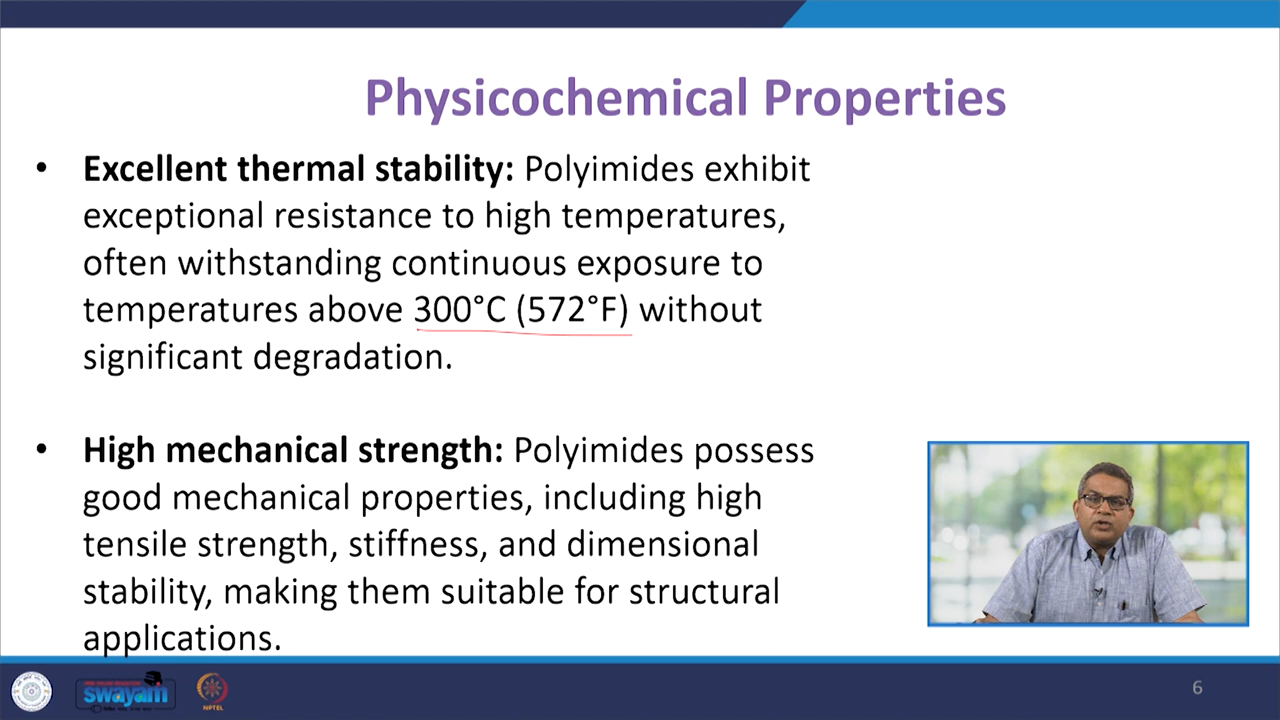 Physicochemical Properties
• Excellent thermal stability: Polyimides exhibit
exceptional resistance to high temperatures,
often withstanding continuous exposure to
temperatures above 300°C (572°F) without
significant degradation.
• High mechanical strength: Polyimides possess
good mechanical properties, including high
tensile strength, stiffness, and dimensional
stability, making them suitable for structural
applications.
swayam
NPTEL
6